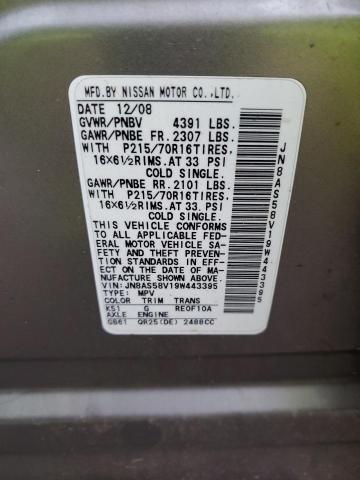 MFD.BY NISSAN MOTOR CO.,LTD.
DATE 12/08
GVWR/PNBV 4391 LBS.
GAWR/PNBE FR. 2307 LBS.
WITH P215/70R16TIRES.
16X6½RIMS.AT 33 PSI
COLD SINGLE.
GAWR/PNBE RR. 2101 LBS.
WITH P215/70R16TIRES.
16X6½RIMS.AT 33 PSI
COLD SINGLE.
THIS VEHICLE CONFORMS
TO ALL APPLICABLE FED-
ERAL MOTOR VEHICLE SA-
FETY AND THEFT PREVEN-
TION STANDARDS IN EFF-
ECT ON THE DATE OF MA-
NUFACTURE SHOWN ABOVE.
VIN:JN8AS58V19W443395
TYPE: MPV
COLOR TRIM TRANS
K51 G RE0F10A
AXLE ENGINE
GB61 QR25(DE) 2488CC
JN8AS58V19W443395